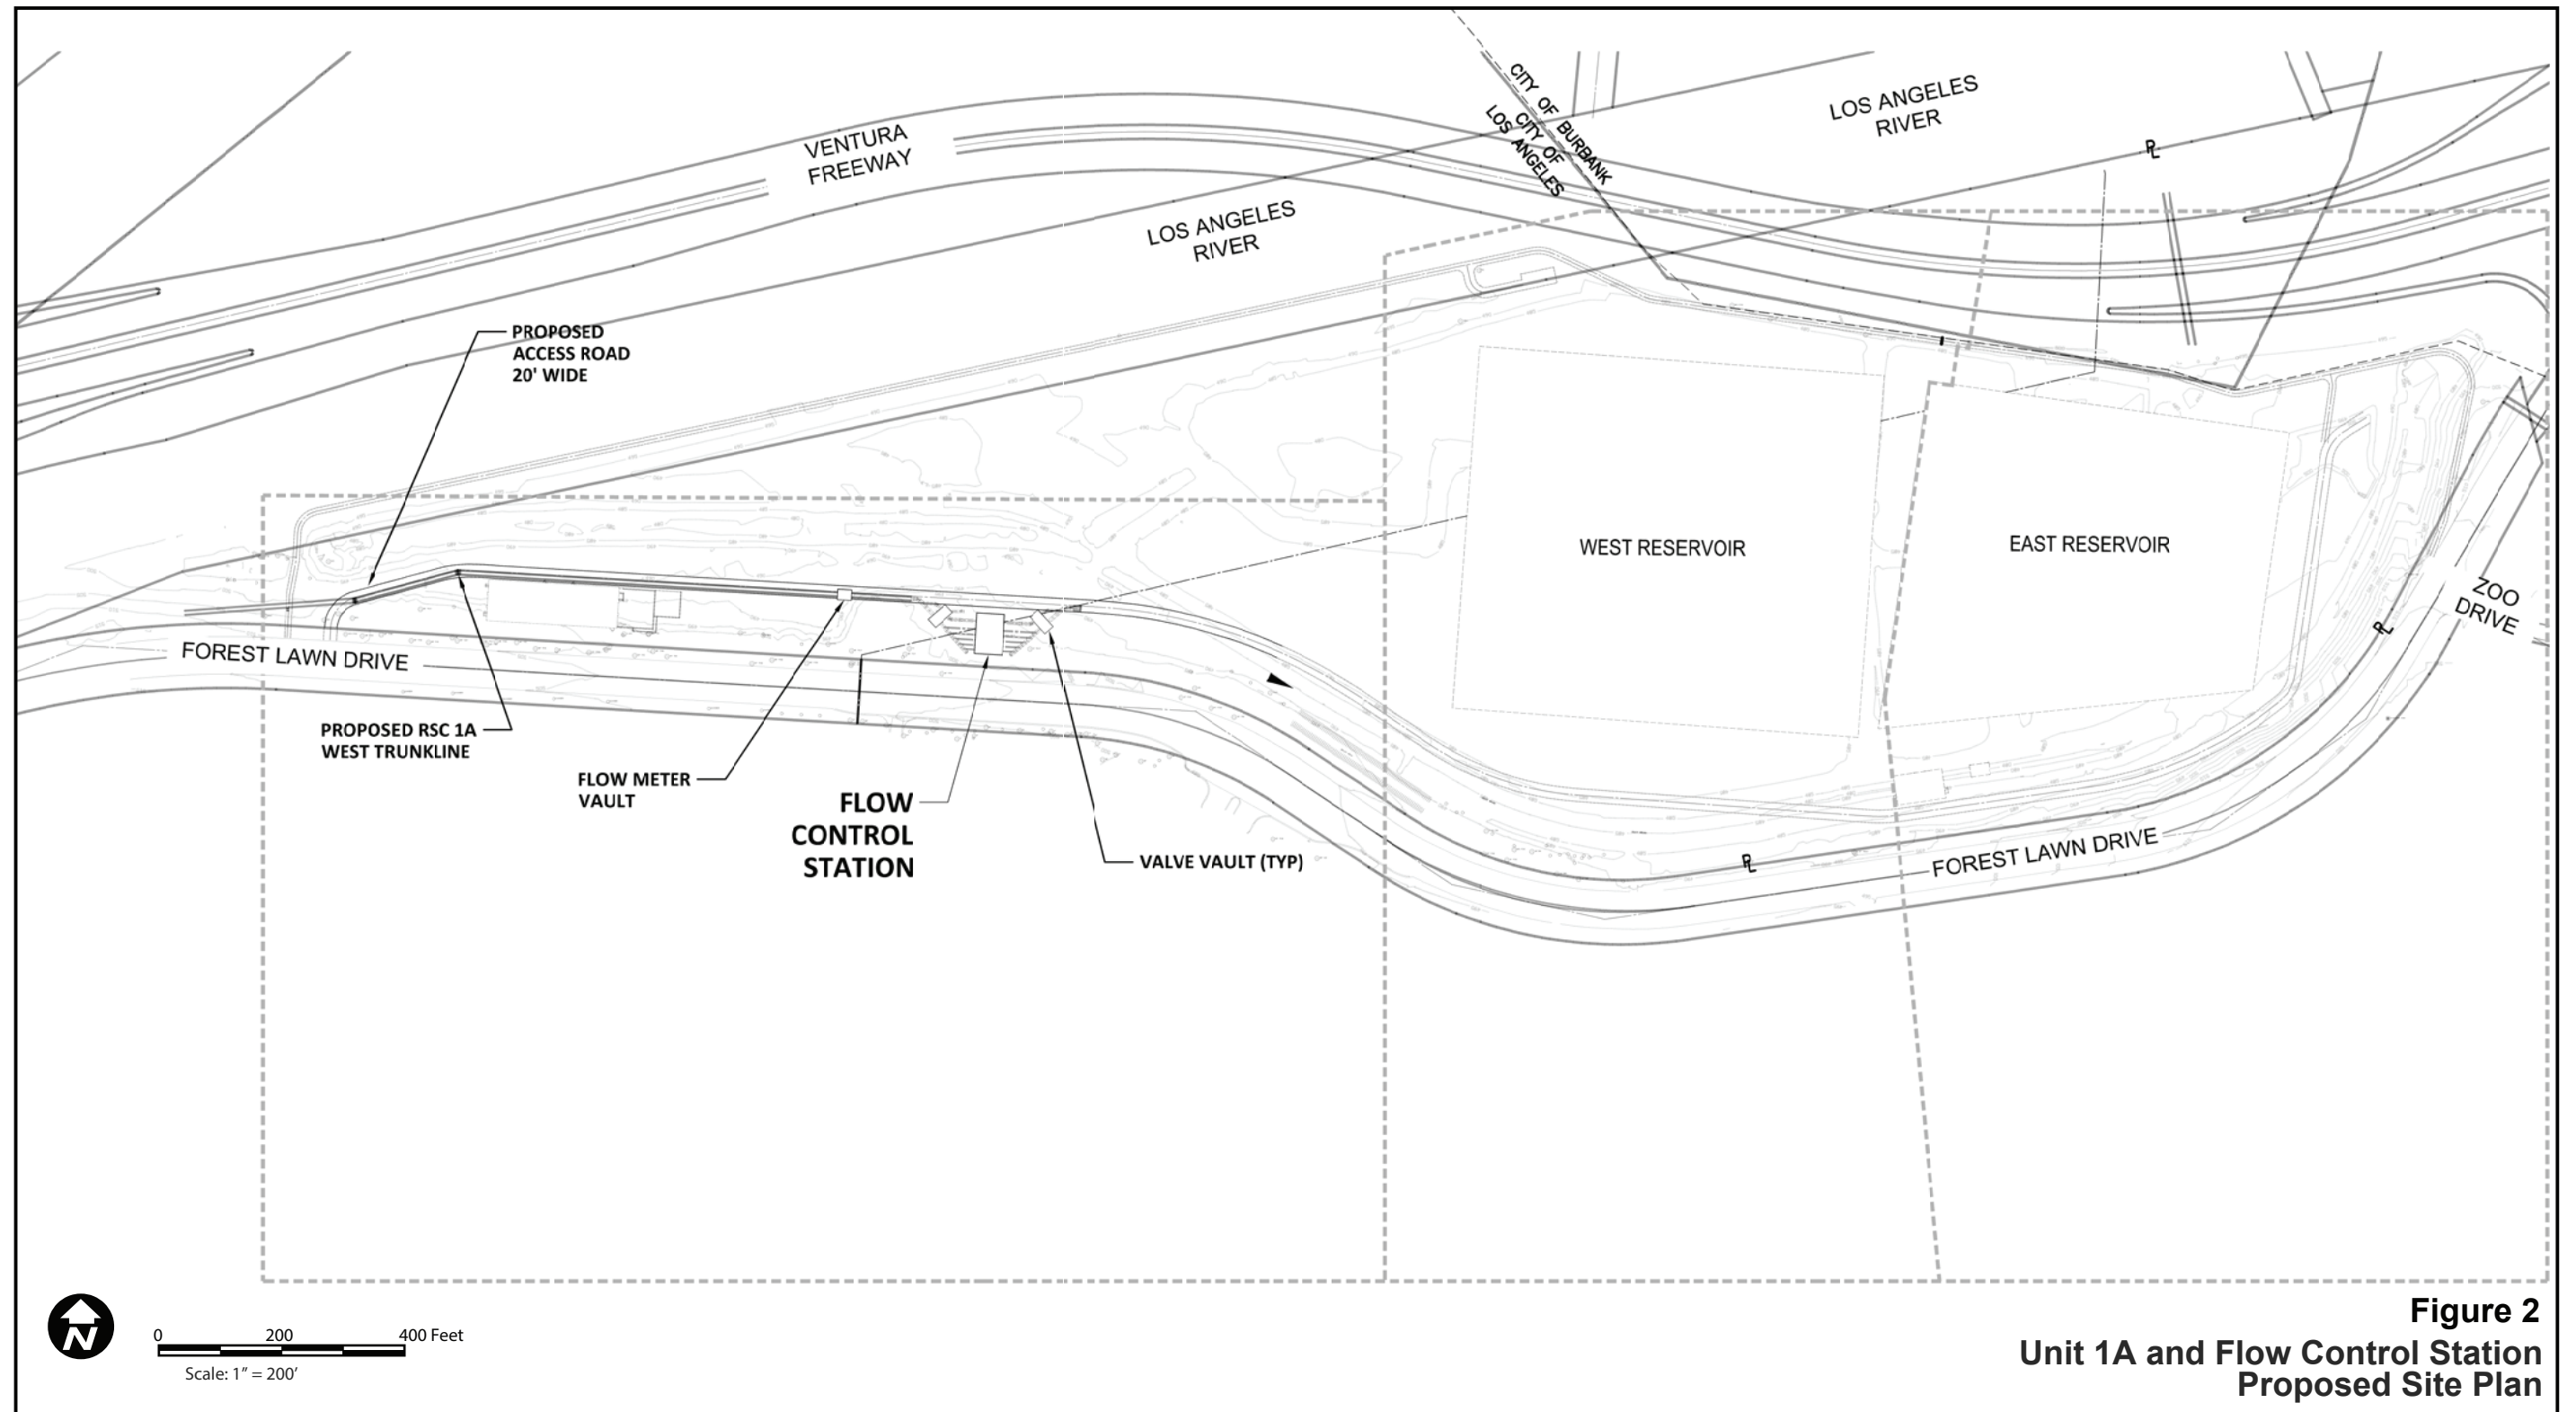 CITY OF BURBANK
CITY OF
LOS ANGELES
LOS ANGELES
RIVER
VENTURA
FREEWAY
PL
LOS ANGELES
RIVER
PROPOSED
ACCESS ROAD
20' WIDE
WEST RESERVOIR
EAST RESERVOIR
ZOO
DRIVE
PL
FOREST LAWN DRIVE
PROPOSED RSC 1A
WEST TRUNKLINE
FLOW METER
VAULT
FLOW
CONTROL
STATION
VALVE VAULT (TYP)
PL
FOREST LAWN DRIVE
N
0 200 400 Feet
Scale: 1” = 200’
Figure 2
Unit 1A and Flow Control Station
Proposed Site Plan